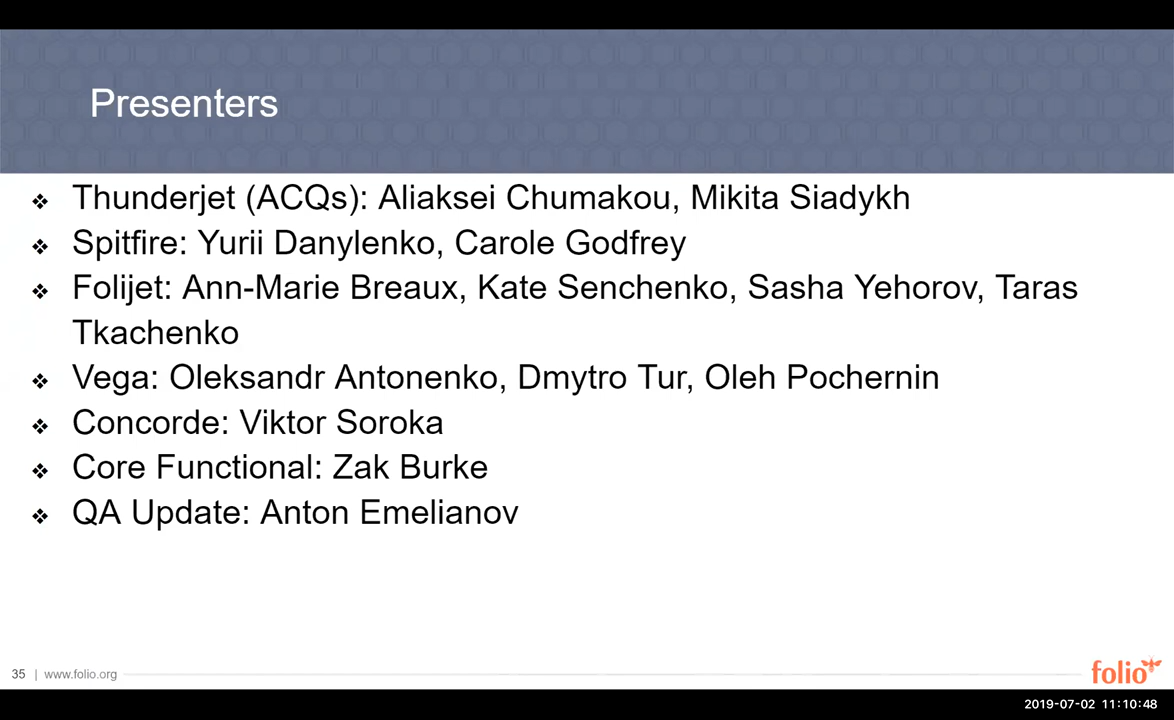 Presenters
❖ Thunderjet (ACQs): Aliaksei Chumakou, Mikita Siadykh
❖ Spitfire: Yurii Danylenko, Carole Godfrey
❖ Folijet: Ann-Marie Breaux, Kate Senchenko, Sasha Yehorov, Taras
Tkachenko
❖ Vega: Oleksandr Antonenko, Dmytro Tur, Oleh Pochernin
❖ Concorde: Viktor Soroka
❖ Core Functional: Zak Burke
❖ QA Update: Anton Emelianov
35 | www.folio.org
folio
2019-07-02 11:10:48